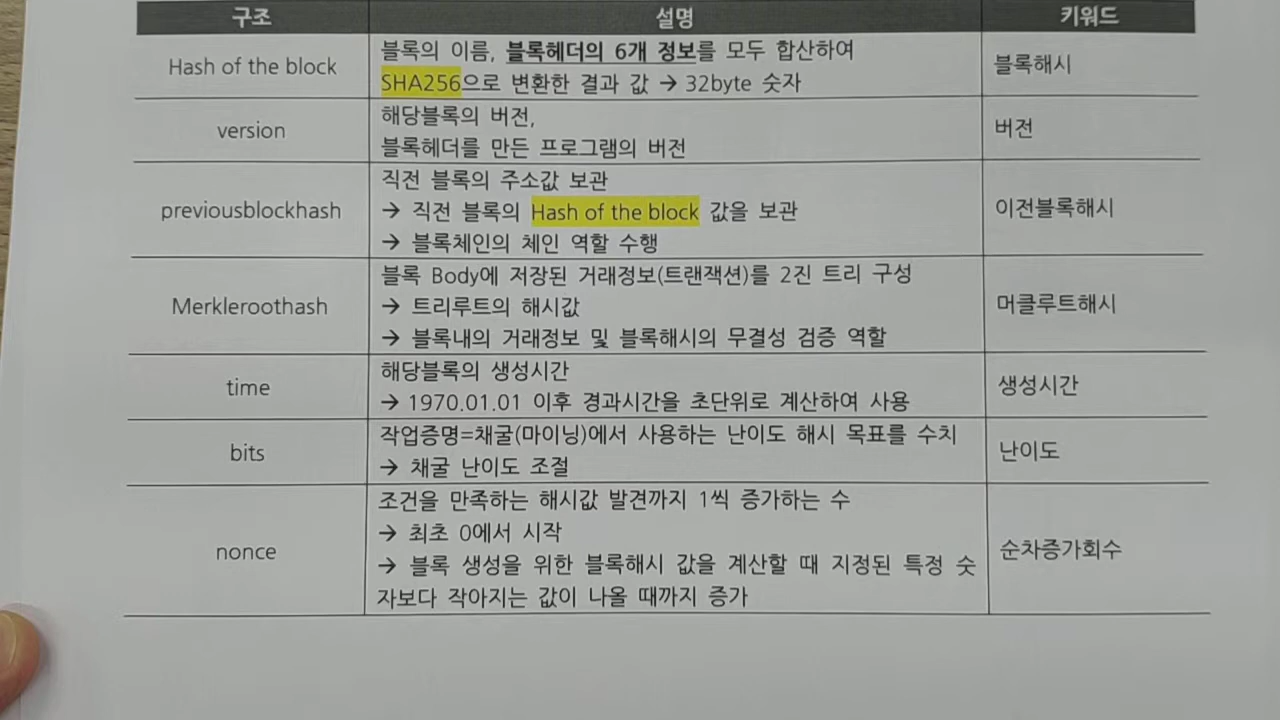 구조 설명 키워드
Hash of the block
블록의 이름, 블록헤더의 6개 정보를 모두 합산하여
SHA256으로 변환한 결과 값 → 32byte 숫자
블록해시
version
해당블록의 버전,
블록헤더를 만든 프로그램의 버전
버전
previousblockhash
직전 블록의 주소값 보관
→ 직전 블록의 Hash of the block 값을 보관
→ 블록체인의 체인 역할 수행
이전블록해시
Merkleroothash
블록 Body에 저장된 거래정보(트랜잭션)를 2진 트리 구성
→ 트리루트의 해시값
→ 블록내의 거래정보 및 블록해시의 무결성 검증 역할
머클루트해시
time
해당블록의 생성시간
→ 1970.01.01 이후 경과시간을 초단위로 계산하여 사용
생성시간
bits
작업증명=채굴(마이닝)에서 사용하는 난이도 해시 목표를 수치
→ 채굴 난이도 조절
난이도
nonce
조건을 만족하는 해시값 발견까지 1씩 증가하는 수
→ 최초 0에서 시작
→ 블록 생성을 위한 블록해시 값을 계산할 때 지정된 특정 숫
자보다 작아지는 값이 나올 때까지 증가
순차증가회수